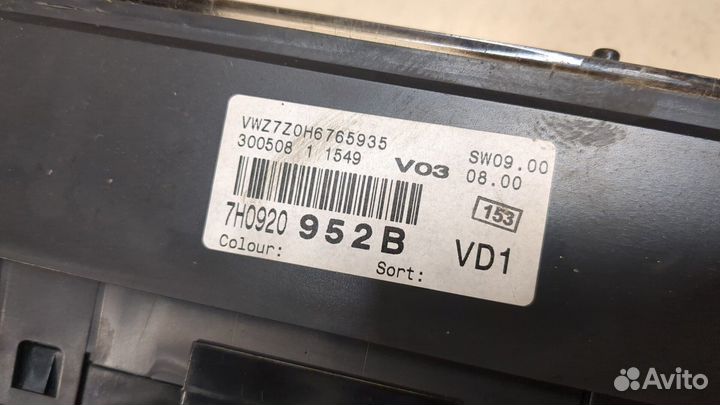 VWZ7Z0H6765935
300508 1 1549
V03
SW09.00
08.00
153
7H0920 952B
VD1
Colour:
Sort:
Avito